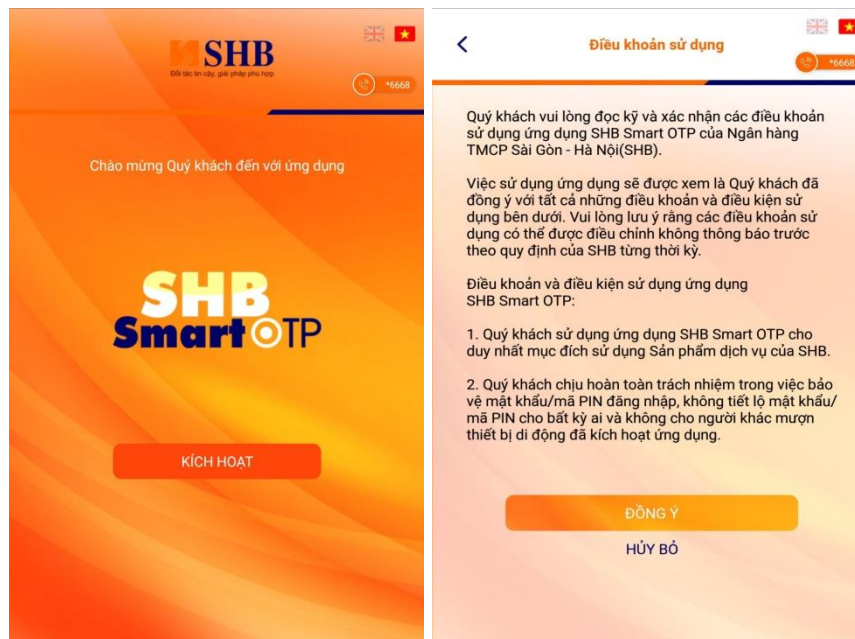 SHB
Đối tác tin cậy, giải pháp phù hợp
*6668
Chào mừng Quý khách đến với ứng dụng
SHB
Smart OTP
KÍCH HOẠT
Điều khoản sử dụng
*6668
Quý khách vui lòng đọc kỹ và xác nhận các điều khoản
sử dụng ứng dụng SHB Smart OTP của Ngân hàng
TMCP Sài Gòn - Hà Nội(SHB).
Việc sử dụng ứng dụng sẽ được xem là Quý khách đã
đồng ý với tất cả những điều khoản và điều kiện sử
dụng bên dưới. Vui lòng lưu ý rằng các điều khoản sử
dụng có thể được điều chỉnh không thông báo trước
theo quy định của SHB từng thời kỳ.
Điều khoản và điều kiện sử dụng ứng dụng
SHB Smart OTP:
1. Quý khách sử dụng ứng dụng SHB Smart OTP cho
duy nhất mục đích sử dụng Sản phẩm dịch vụ của SHB.
2. Quý khách chịu hoàn toàn trách nhiệm trong việc bảo
vệ mật khẩu/mã PIN đăng nhập, không tiết lộ mật khẩu/
mã PIN cho bất kỳ ai và không cho người khác mượn
thiết bị di động đã kích hoạt ứng dụng.
ĐỒNG Ý
HỦY BỎ